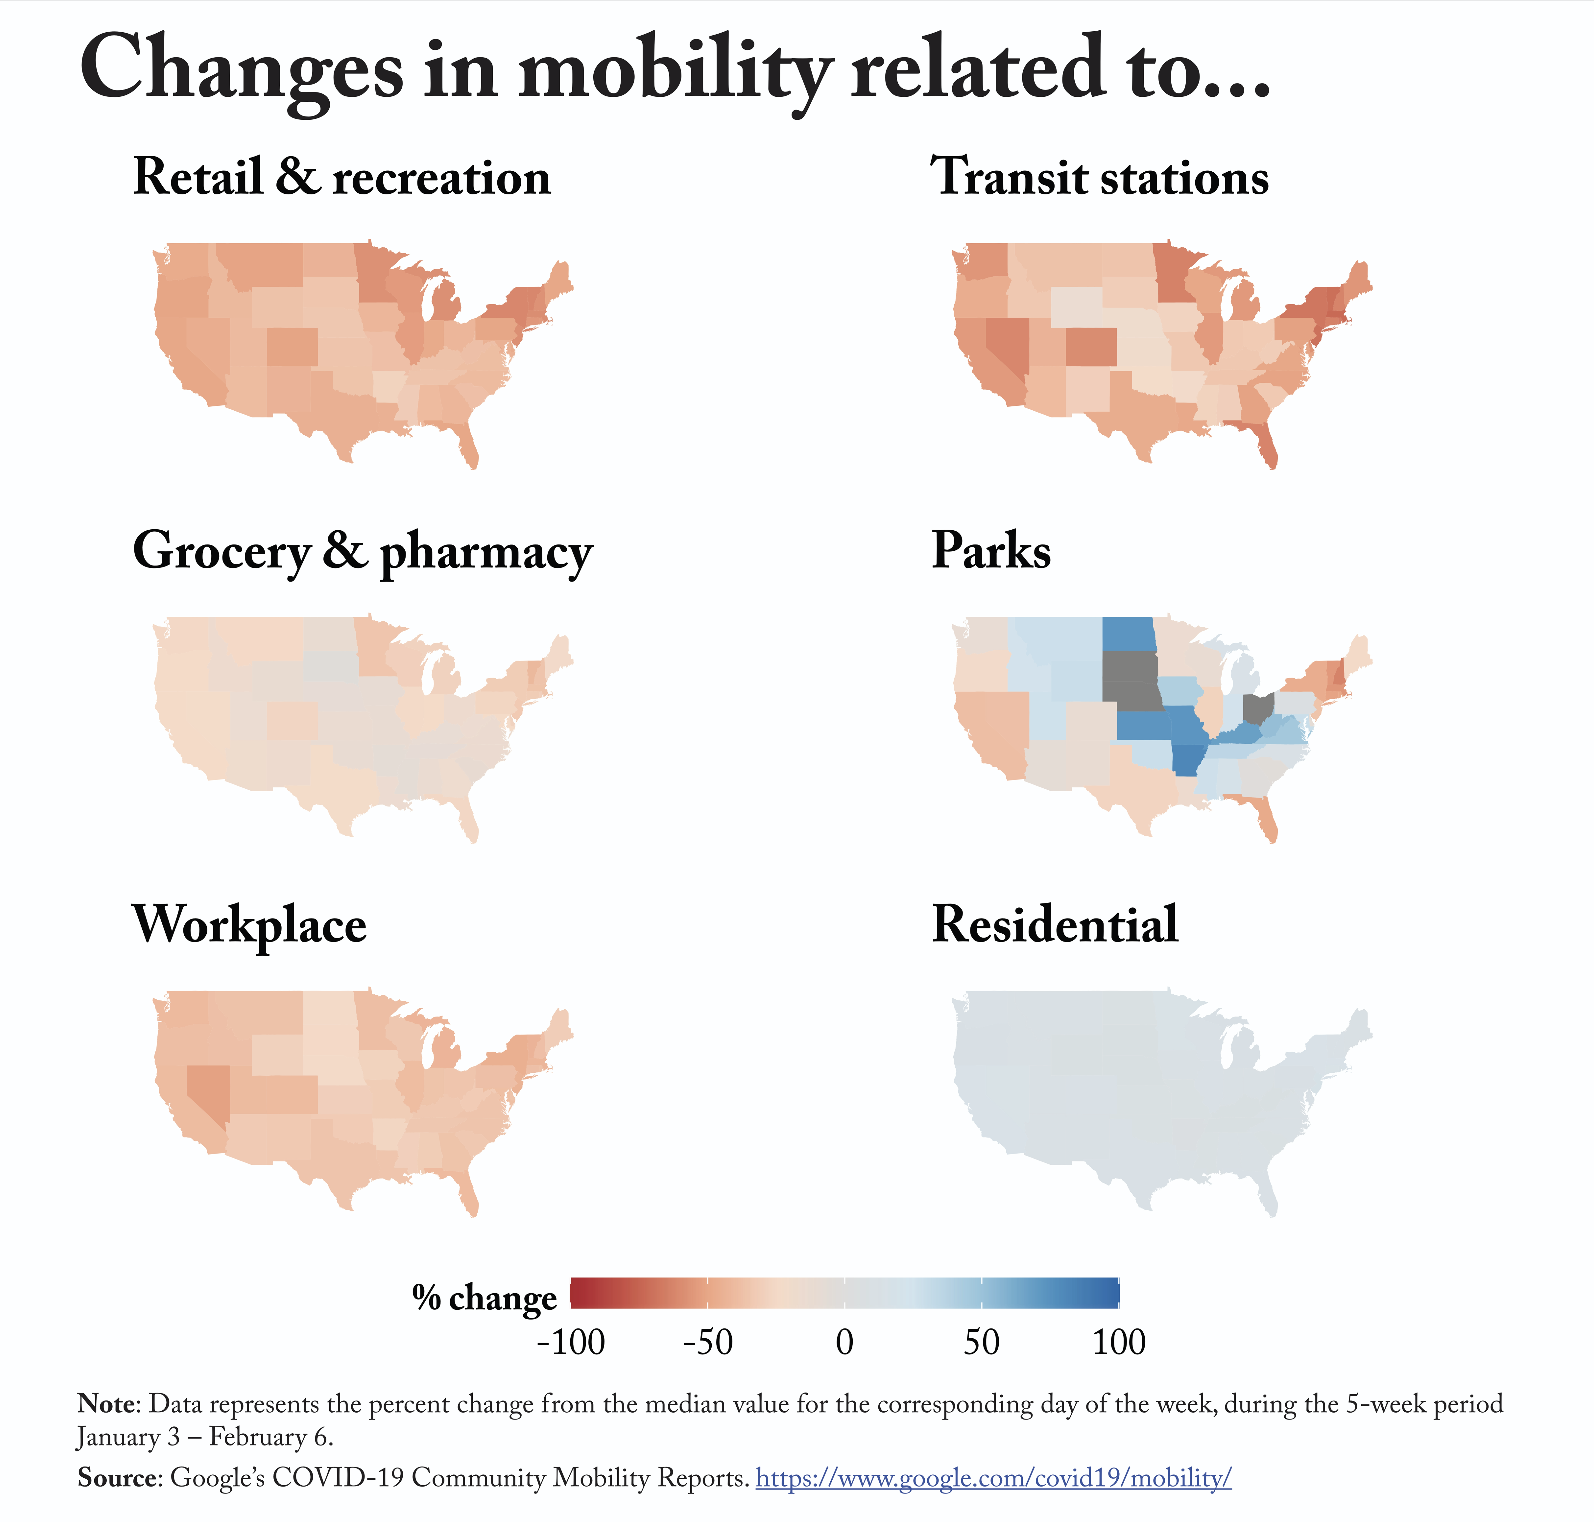 Changes in mobility related to...
Retail & recreation
Transit stations
Grocery & pharmacy
Parks
Workplace
Residential
% change
-100 -50 0 50 100
Note: Data represents the percent change from the median value for the corresponding day of the week, during the 5-week period
January 3 – February 6.
Source: Google’s COVID-19 Community Mobility Reports. https://www.google.com/covid19/mobility/